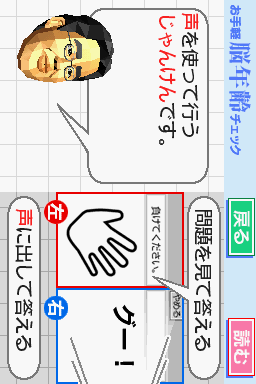 お手軽 脳年齢 チェック
声を使って行う
じゃんけんです。
戻る
読む
問題を見て答える
負けてください。
やめる
左
右
グー！
声に出して答える